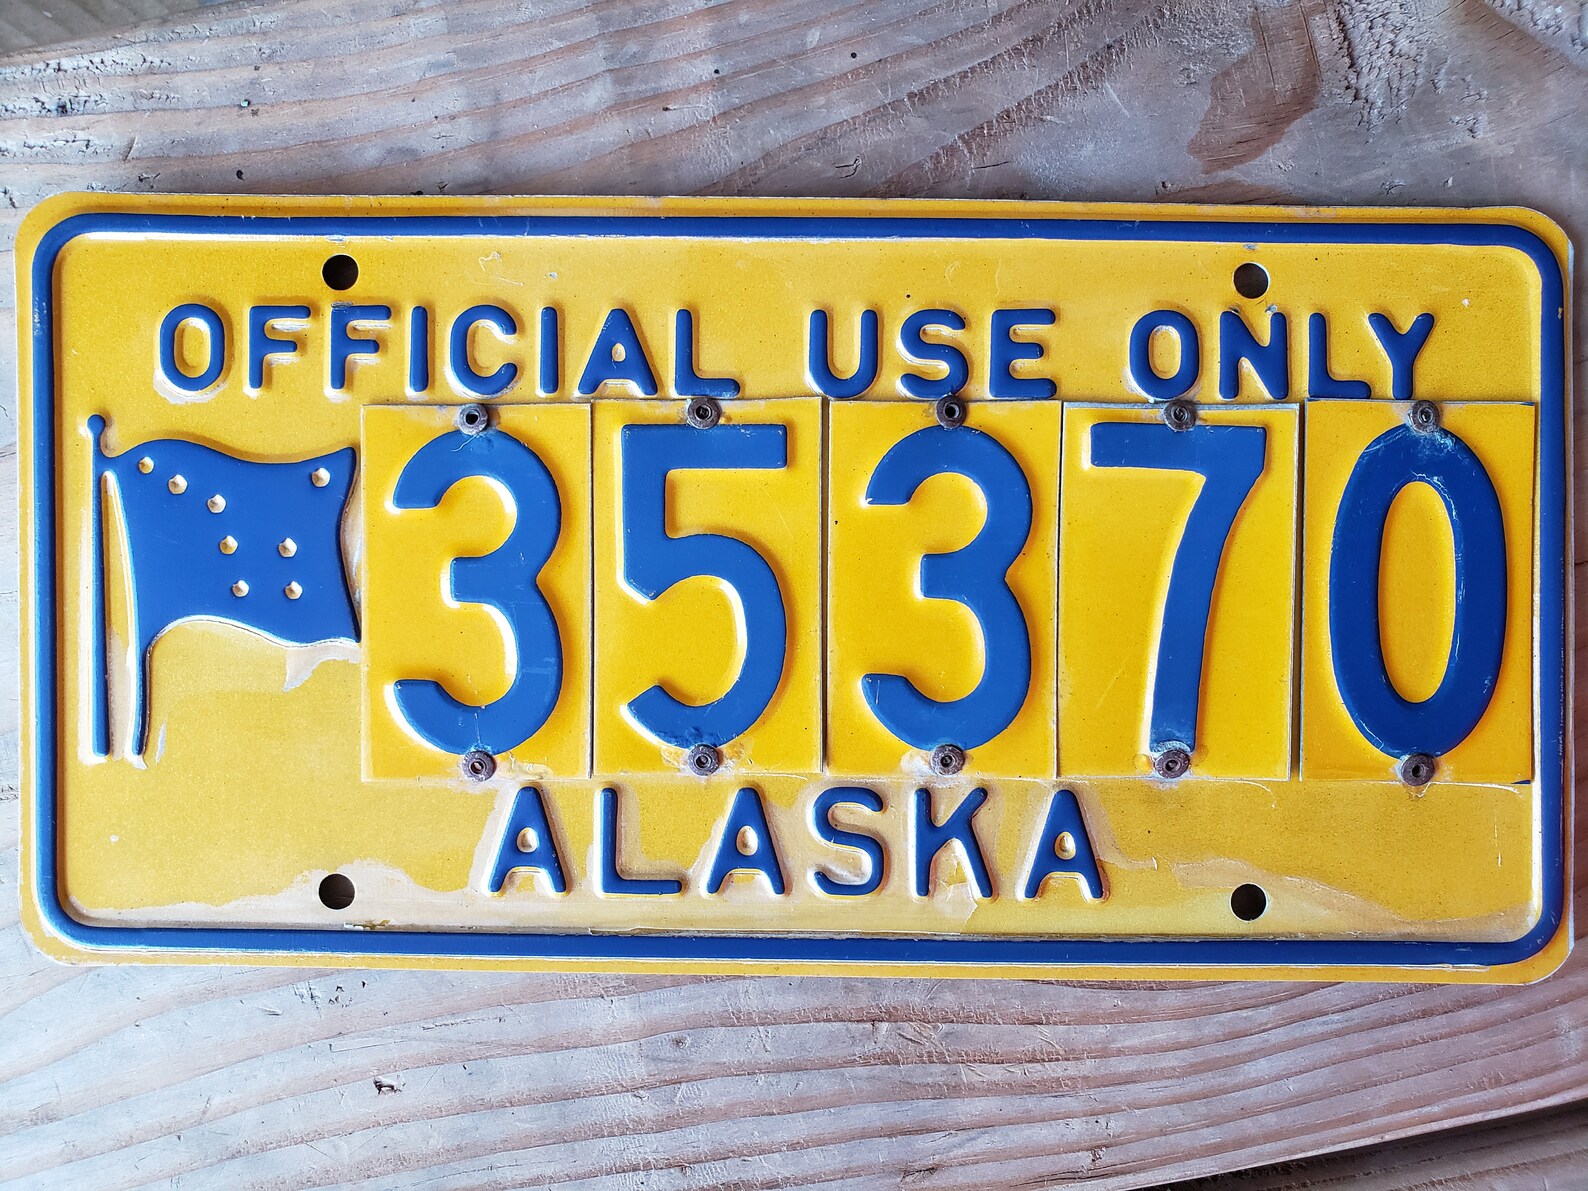 OFFICIAL USE ONLY
35370
ALASKA